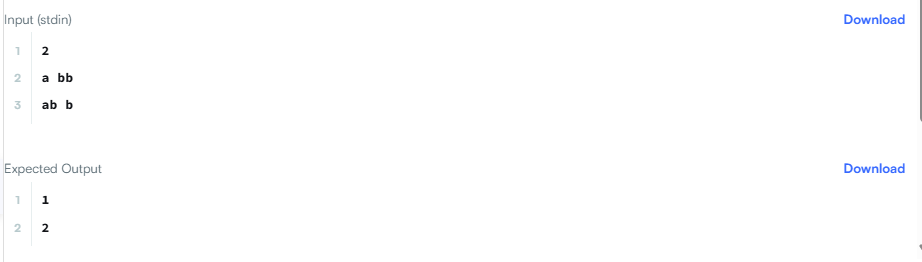 Input (stdin) Download
1 2
2 a bb
3 ab b
Expected Output Download
1 1
2 2